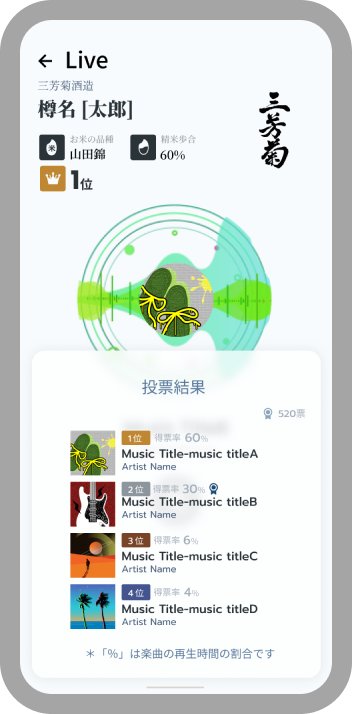 ← Live
三芳菊酒造
樽名 [太郎]
お米の品種
米 山田錦
精米歩合
60%
三芳菊
1位
投票結果
520票
1位 得票率 60%
Music Title-music titleA
Artist Name
2位 得票率 30%
Music Title-music titleB
Artist Name
3位 得票率 6%
Music Title-music titleC
Artist Name
4位 得票率 4%
Music Title-music titleD
Artist Name
＊「%」は楽曲の再生時間の割合です